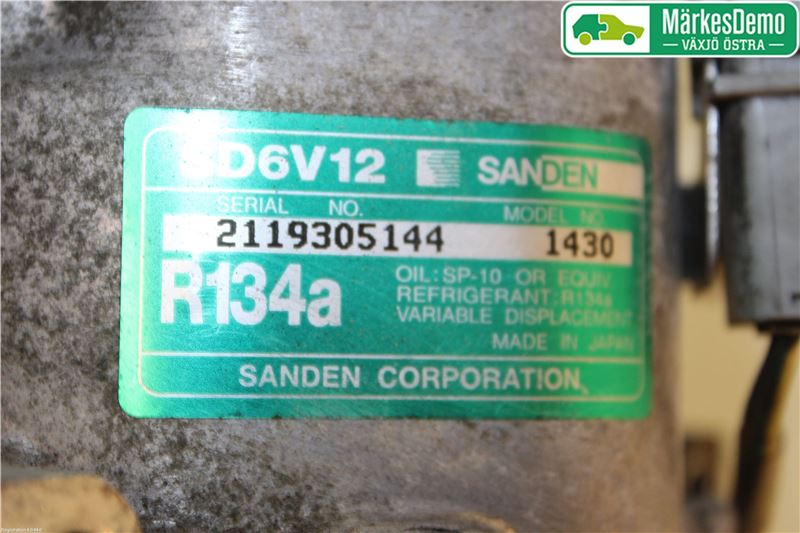 MärkesDemo
VÄXJÖ ÖSTRA
SD6V12 SANDEN
SERIAL NO. MODEL NO.
2119305144 1430
R134a
OIL: SP-10 OR EQUIV
REFRIGERANT: R134a
VARIABLE DISPLACEMENT
MADE IN JAPAN
SANDEN CORPORATION